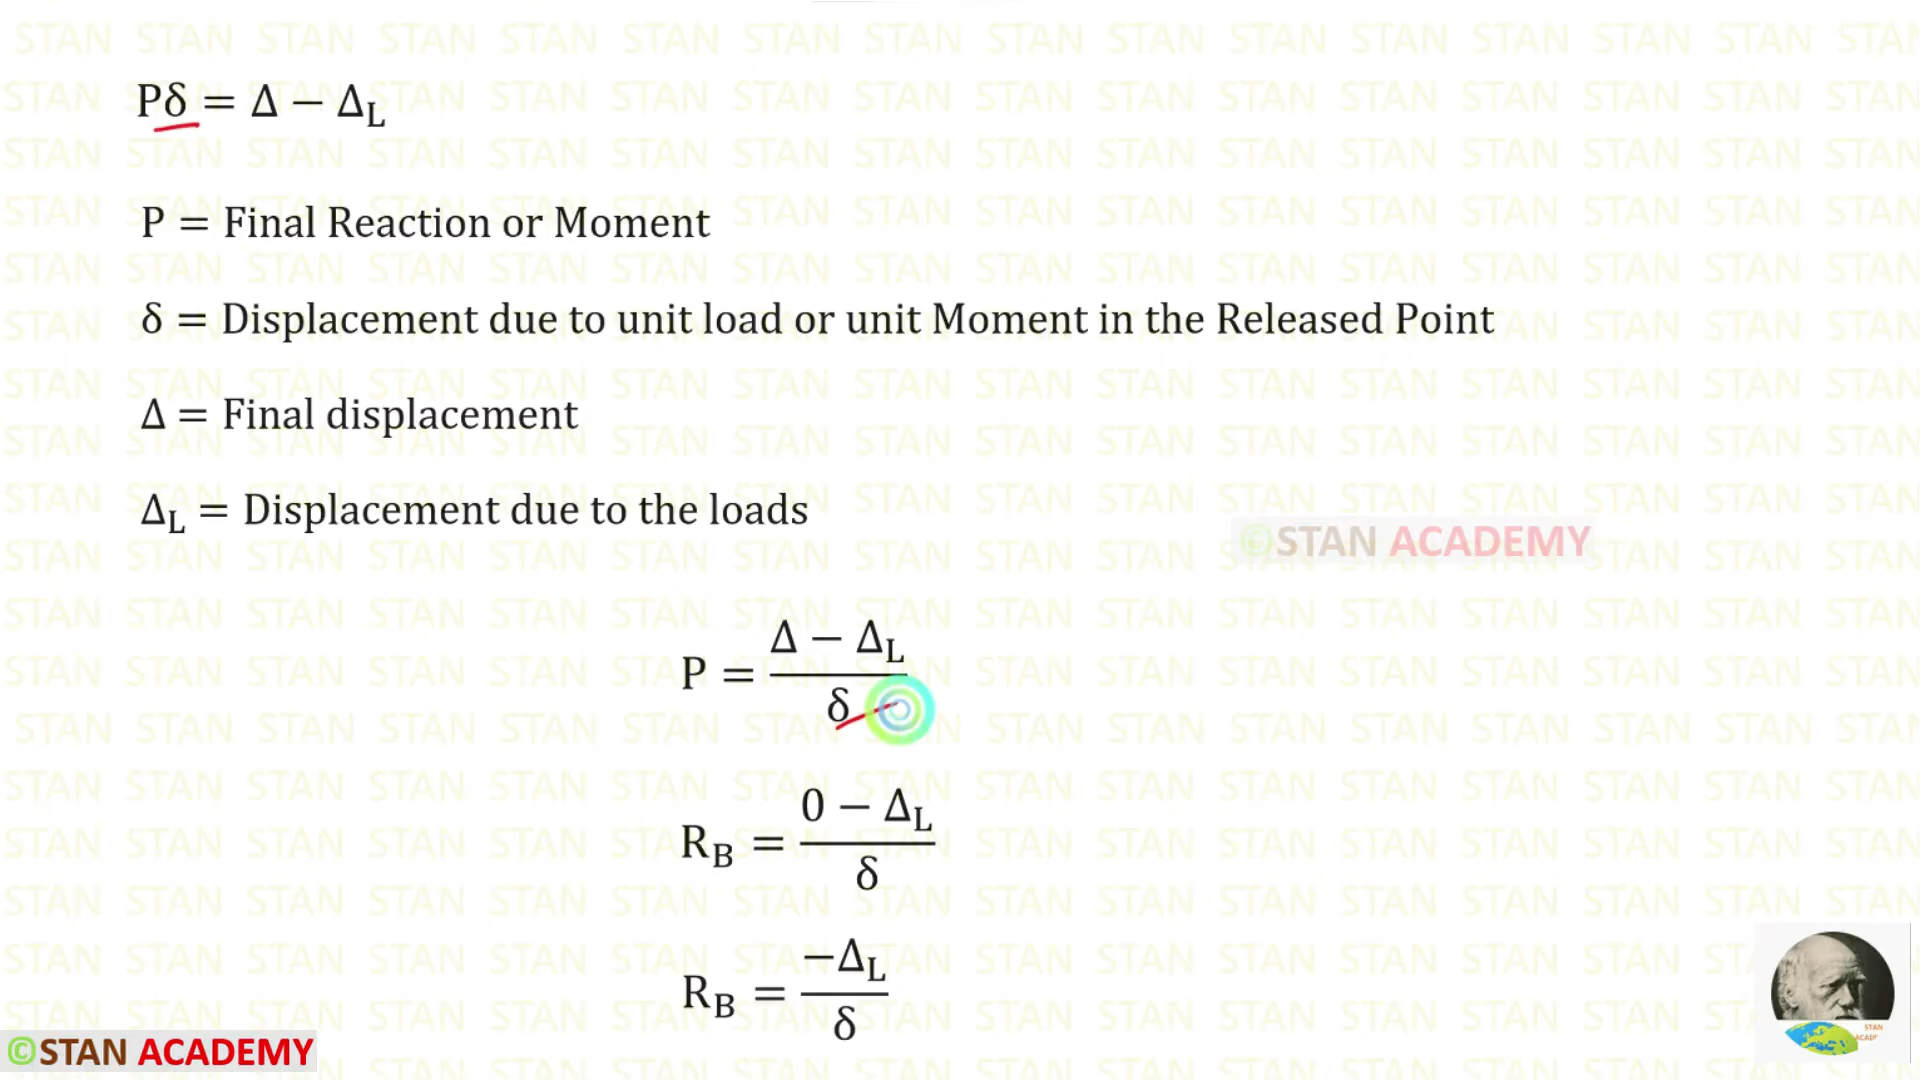 Pδ = Δ − Δ_L
P = Final Reaction or Moment
δ = Displacement due to unit load or unit Moment in the Released Point
Δ = Final displacement
Δ_L = Displacement due to the loads
©STAN ACADEMY
P = (Δ − Δ_L) / δ
R_B = (0 − Δ_L) / δ
R_B = −Δ_L / δ
©STAN ACADEMY
STAN